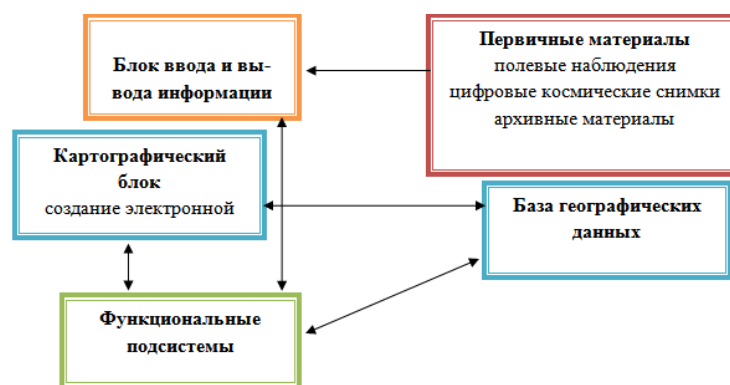 Блок ввода и вы-
вода информации
Первичные материалы
полевые наблюдения
цифровые космические снимки
архивные материалы
Картографический
блок
создание электронной
База географических
данных
Функциональные
подсистемы